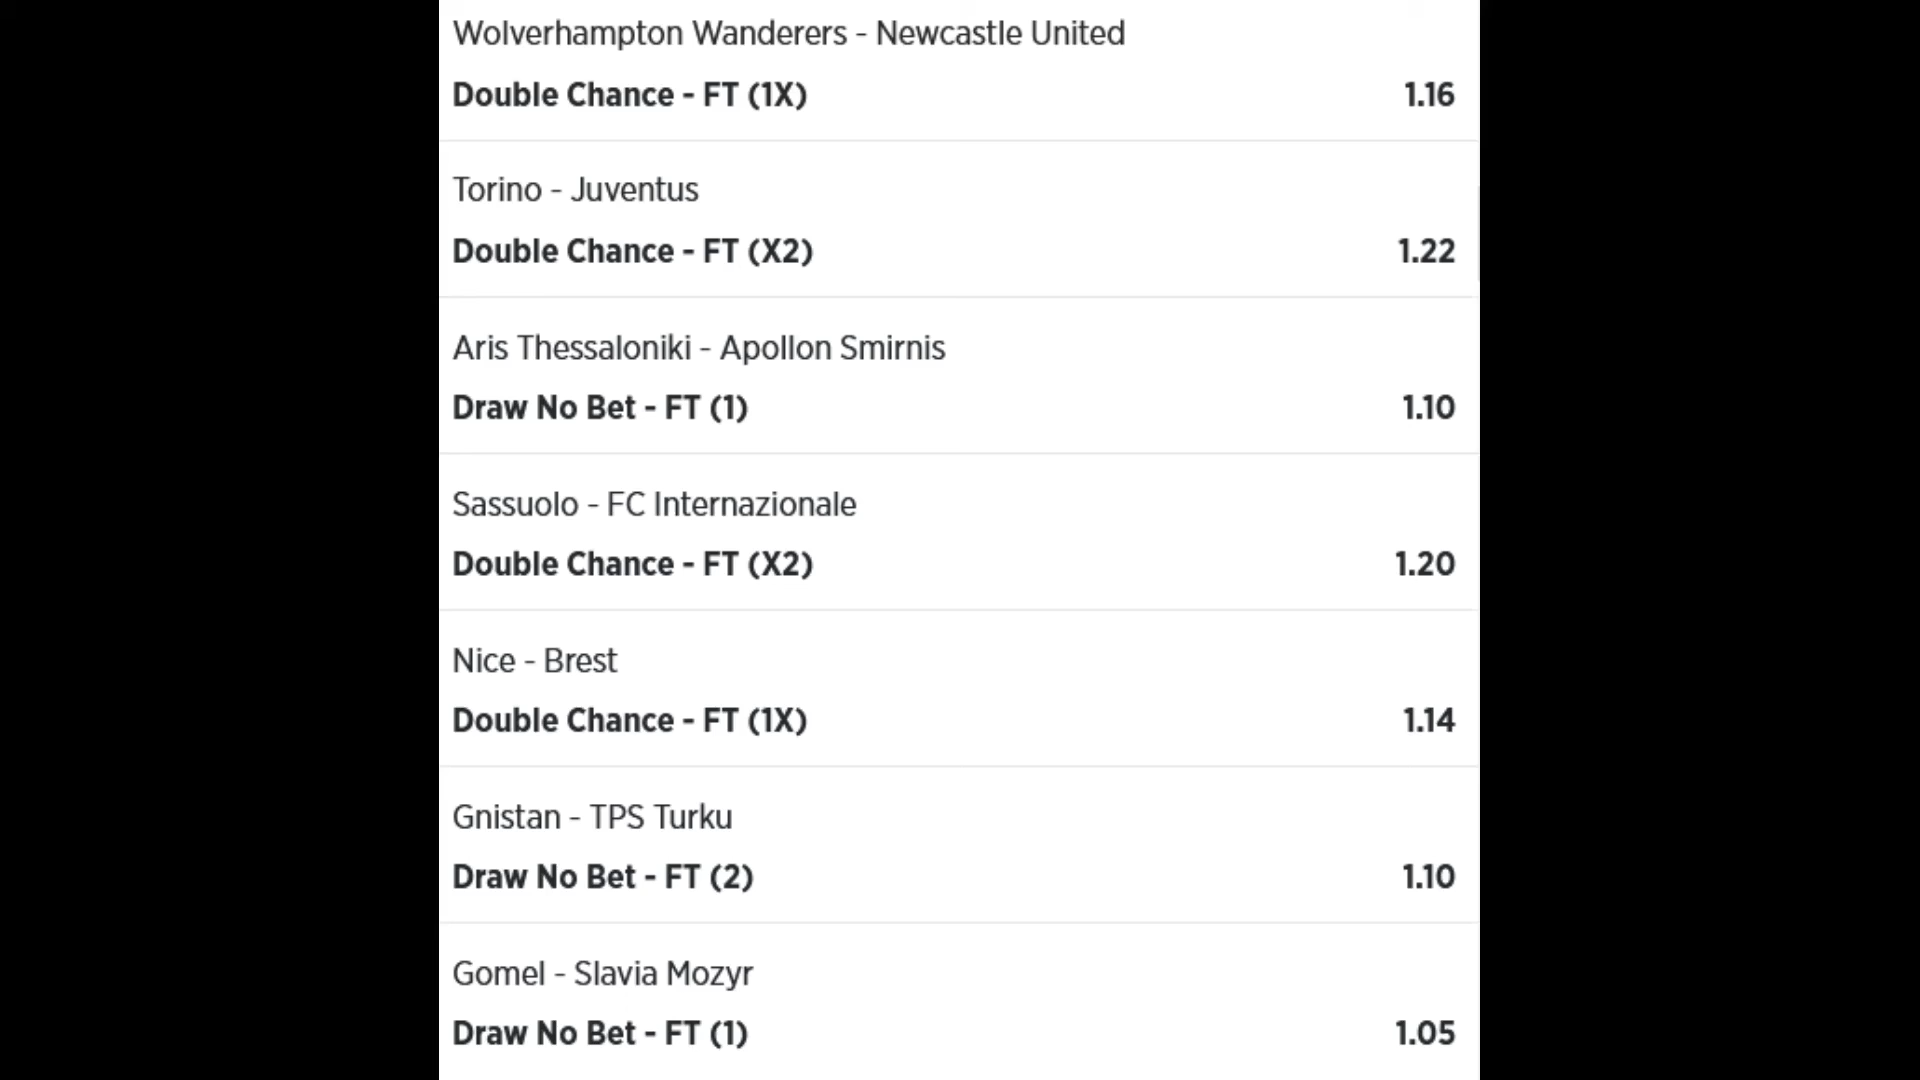 Wolverhampton Wanderers - Newcastle United
Double Chance - FT (1X) 1.16
Torino - Juventus
Double Chance - FT (X2) 1.22
Aris Thessaloniki - Apollon Smirnis
Draw No Bet - FT (1) 1.10
Sassuolo - FC Internazionale
Double Chance - FT (X2) 1.20
Nice - Brest
Double Chance - FT (1X) 1.14
Gnistan - TPS Turku
Draw No Bet - FT (2) 1.10
Gomel - Slavia Mozyr
Draw No Bet - FT (1) 1.05